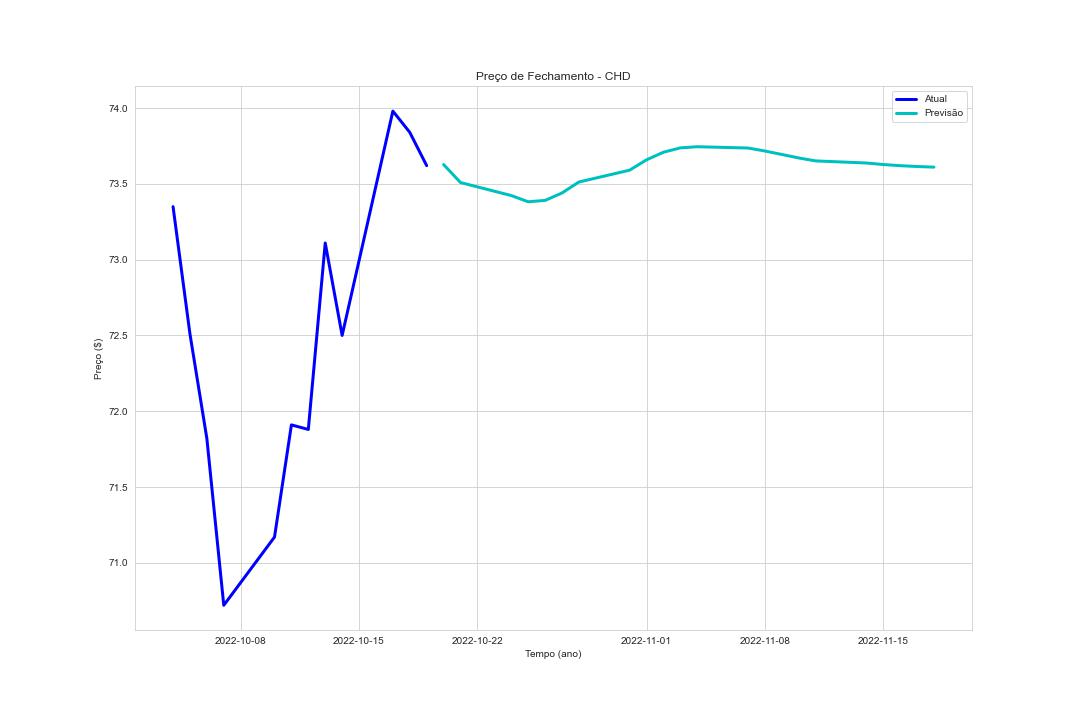 Preço de Fechamento - CHD
Atual
Previsão
74.0
73.5
73.0
72.5
72.0
71.5
71.0
Preço ($)
2022-10-08
2022-10-15
2022-10-22
2022-11-01
2022-11-08
2022-11-15
Tempo (ano)